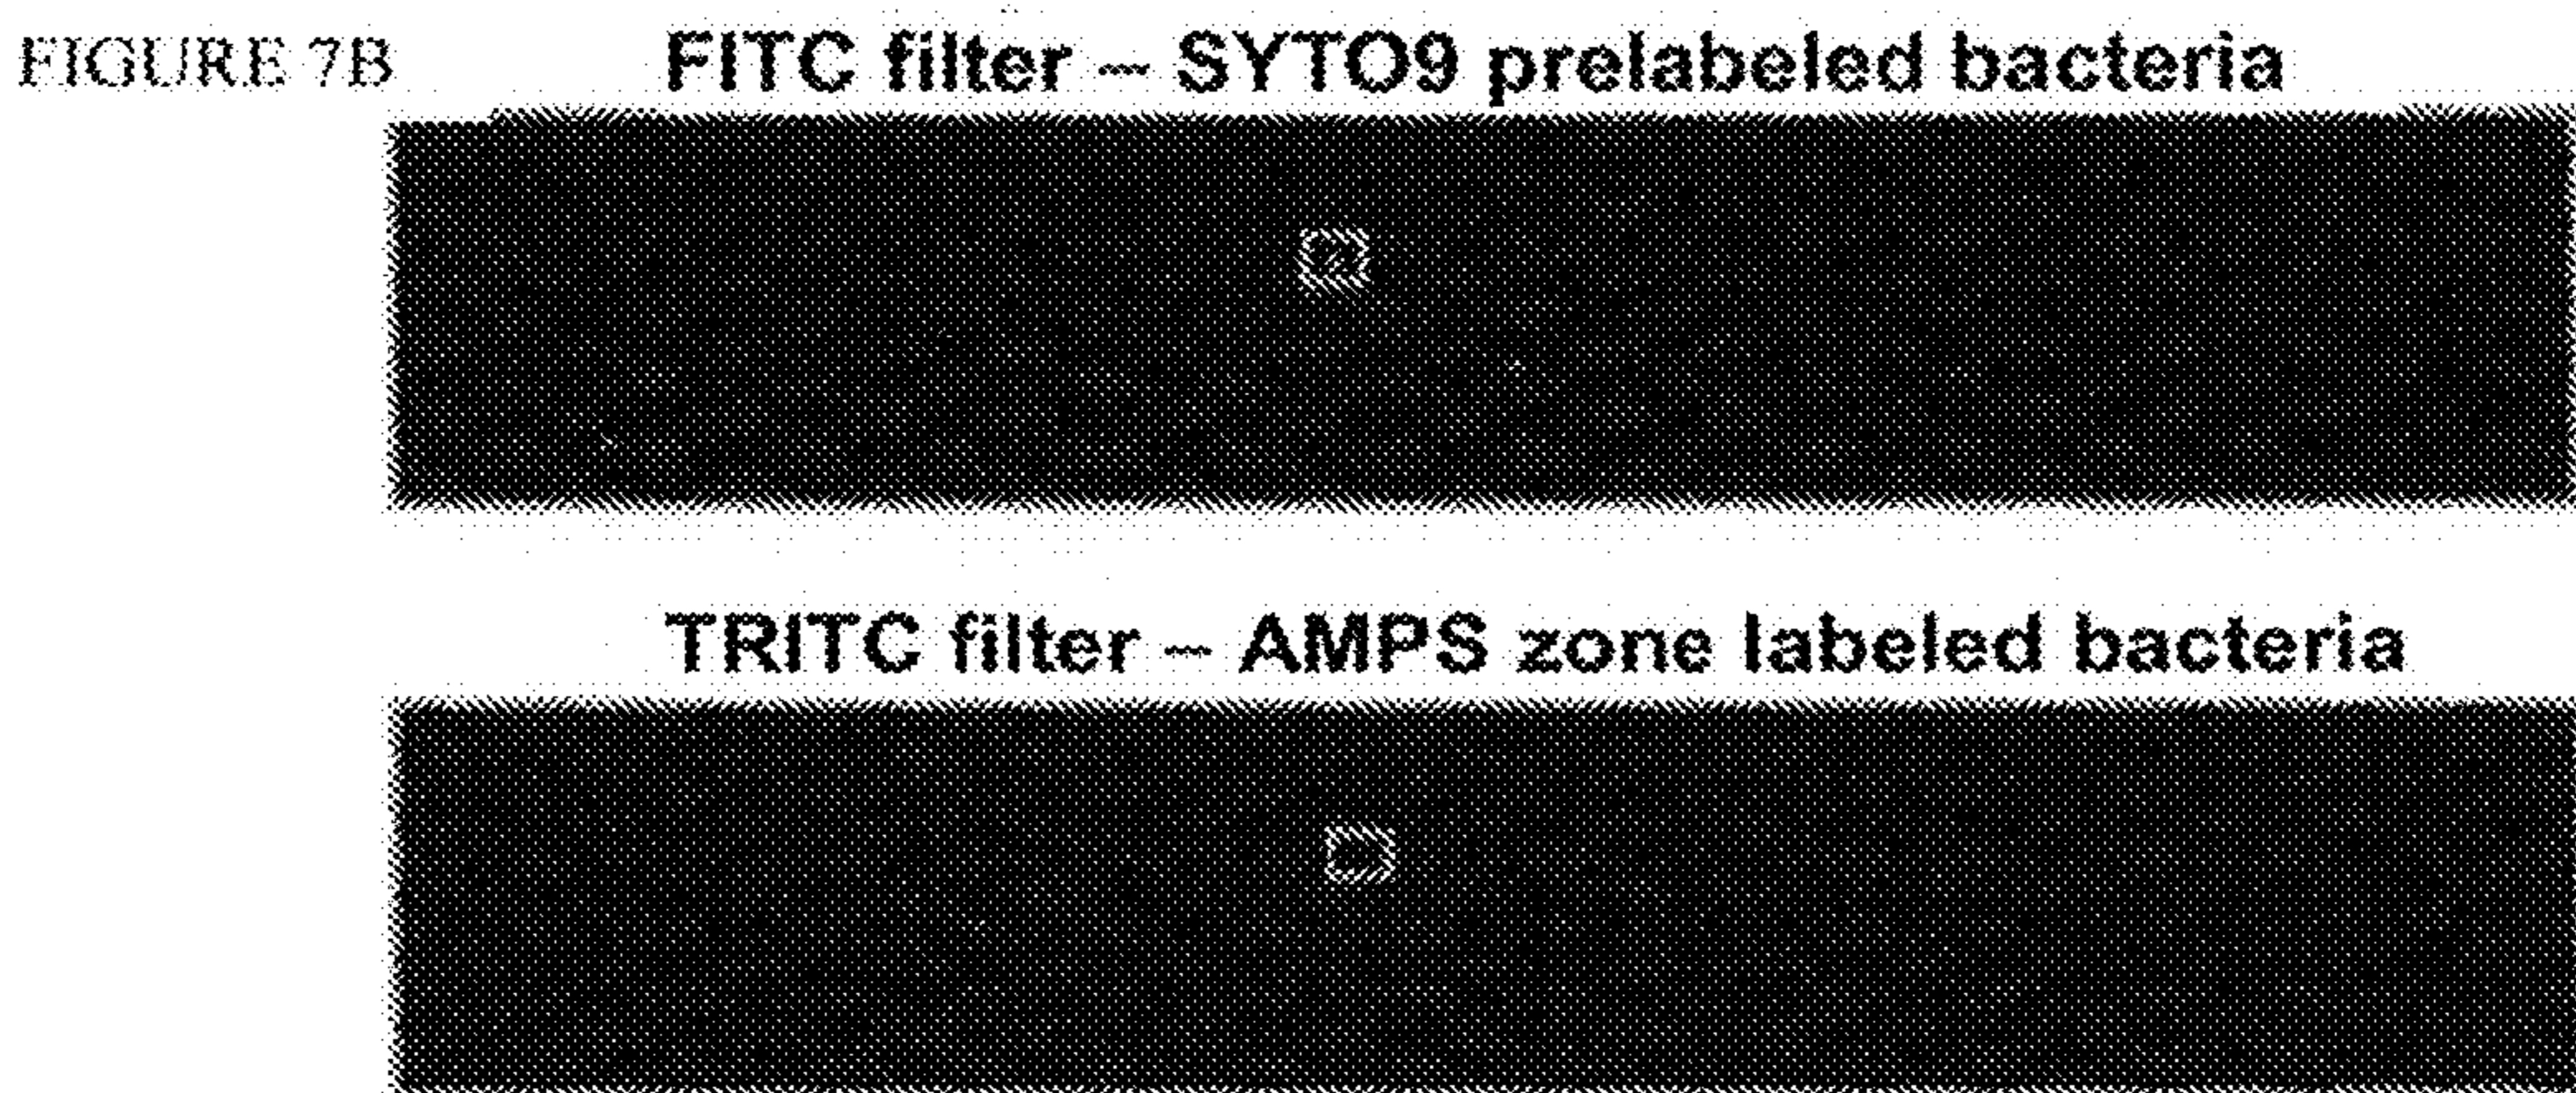 FIGURE 7B
FITC filter – SYTO9 prelabeled bacteria
TRITC filter – AMPS zone labeled bacteria